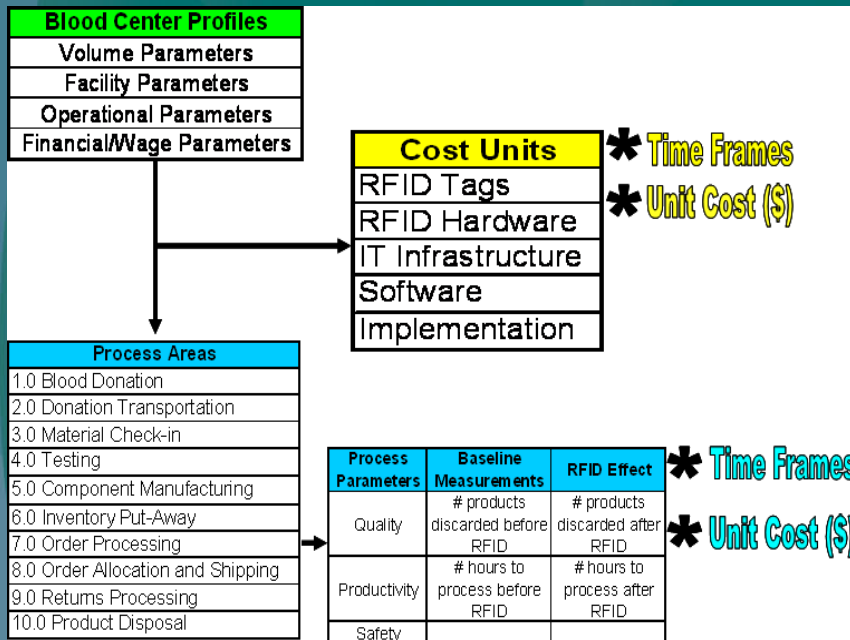 Blood Center Profiles
Volume Parameters
Facility Parameters
Operational Parameters
Financial/Wage Parameters
Cost Units
RFID Tags
RFID Hardware
IT Infrastructure
Software
Implementation
* Time Frames
* Unit Cost ($)
Process Areas
1.0 Blood Donation
2.0 Donation Transportation
3.0 Material Check-in
4.0 Testing
5.0 Component Manufacturing
6.0 Inventory Put-Away
7.0 Order Processing
8.0 Order Allocation and Shipping
9.0 Returns Processing
10.0 Product Disposal
Process
Parameters
Baseline
Measurements
RFID Effect
Quality
# products
discarded before
RFID
# products
discarded after
RFID
Productivity
# hours to
process before
RFID
# hours to
process after
RFID
Safety
* Time Frames
* Unit Cost ($)